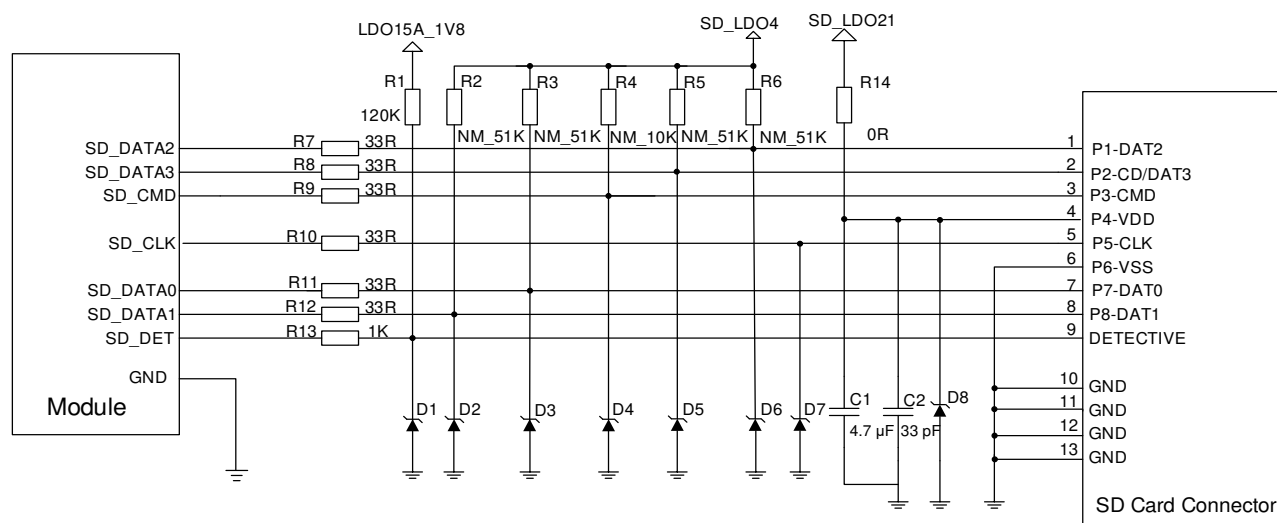 SD_LDO4 SD_LDO21
LDO15A_1V8
R1 R2 R3 R4 R5 R6 R14
120K
NM_51K NM_51K NM_10K NM_51K NM_51K 0R
SD_DATA2 R7 33R 1 P1-DAT2
SD_DATA3 R8 33R 2 P2-CD/DAT3
SD_CMD R9 33R 3 P3-CMD
4 P4-VDD
SD_CLK R10 33R 5 P5-CLK
6 P6-VSS
SD_DATA0 R11 33R 7 P7-DAT0
SD_DATA1 R12 33R 8 P8-DAT1
SD_DET R13 1K 9 DETECTIVE
GND 10 GND
Module D1 D2 D3 D4 D5 D6 D7 C1 C2 D8 11 GND
4.7 µF 33 pF 12 GND
13 GND
SD Card Connector